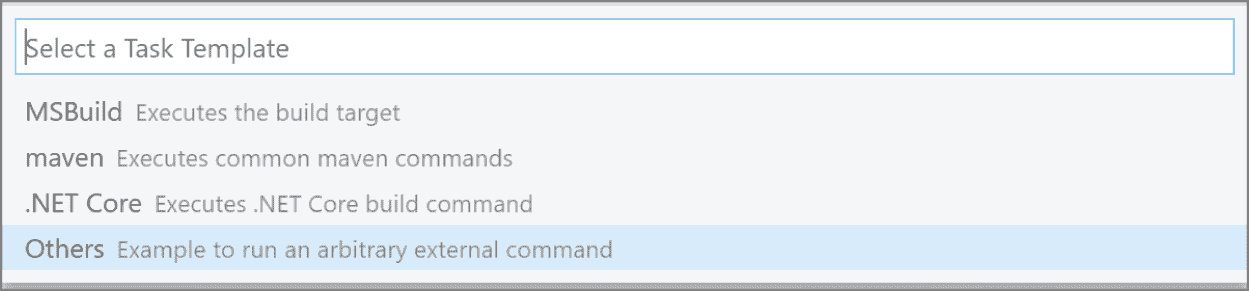 Select a Task Template
MSBuild Executes the build target
maven Executes common maven commands
.NET Core Executes .NET Core build command
Others Example to run an arbitrary external command